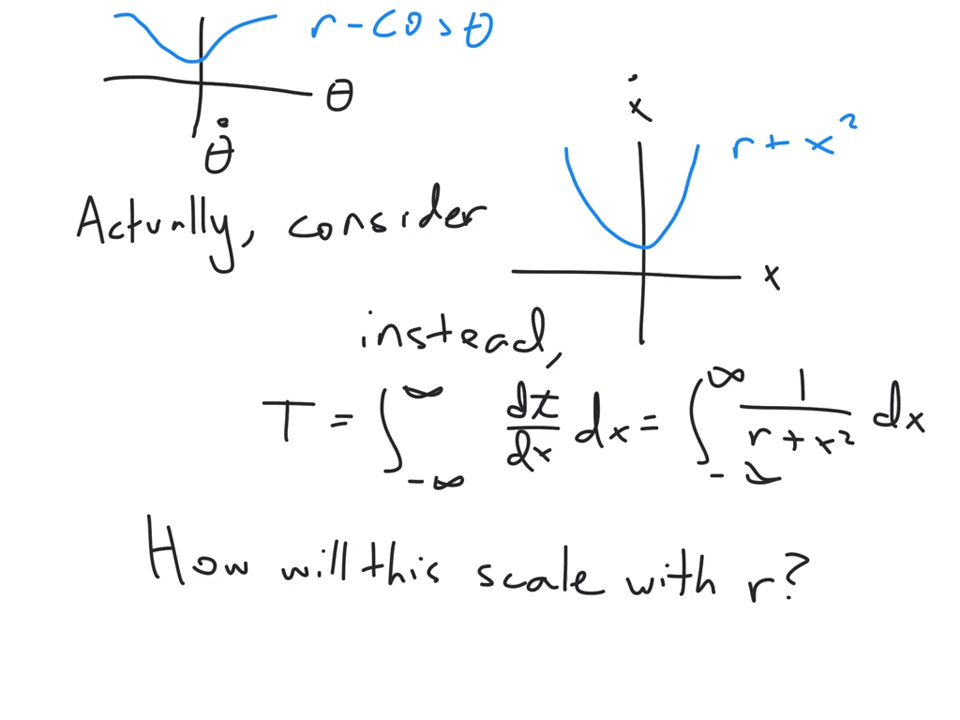 r - cos θ
θ
θ̇
ẋ
r + x²
x
Actually, consider
instead,
T = ∫_{-∞}^{∞} dt/dx dx = ∫_{-∞}^{∞} 1/(r + x²) dx
How will this scale with r?